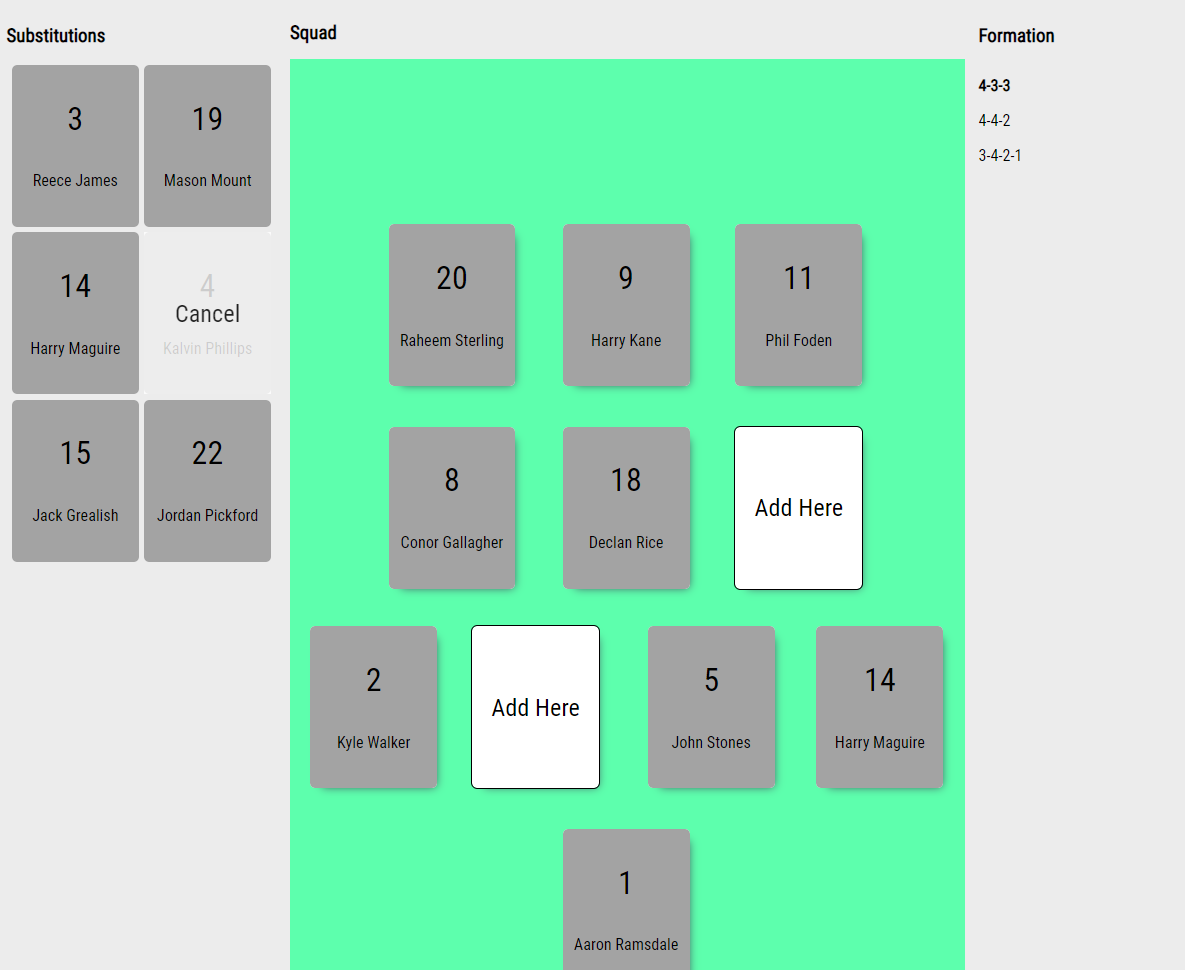 Substitutions
3
Reece James
19
Mason Mount
14
Harry Maguire
4
Cancel
Kalvin Phillips
15
Jack Grealish
22
Jordan Pickford
Squad
20
Raheem Sterling
9
Harry Kane
11
Phil Foden
8
Conor Gallagher
18
Declan Rice
Add Here
2
Kyle Walker
Add Here
5
John Stones
14
Harry Maguire
1
Aaron Ramsdale
Formation
4-3-3
4-4-2
3-4-2-1